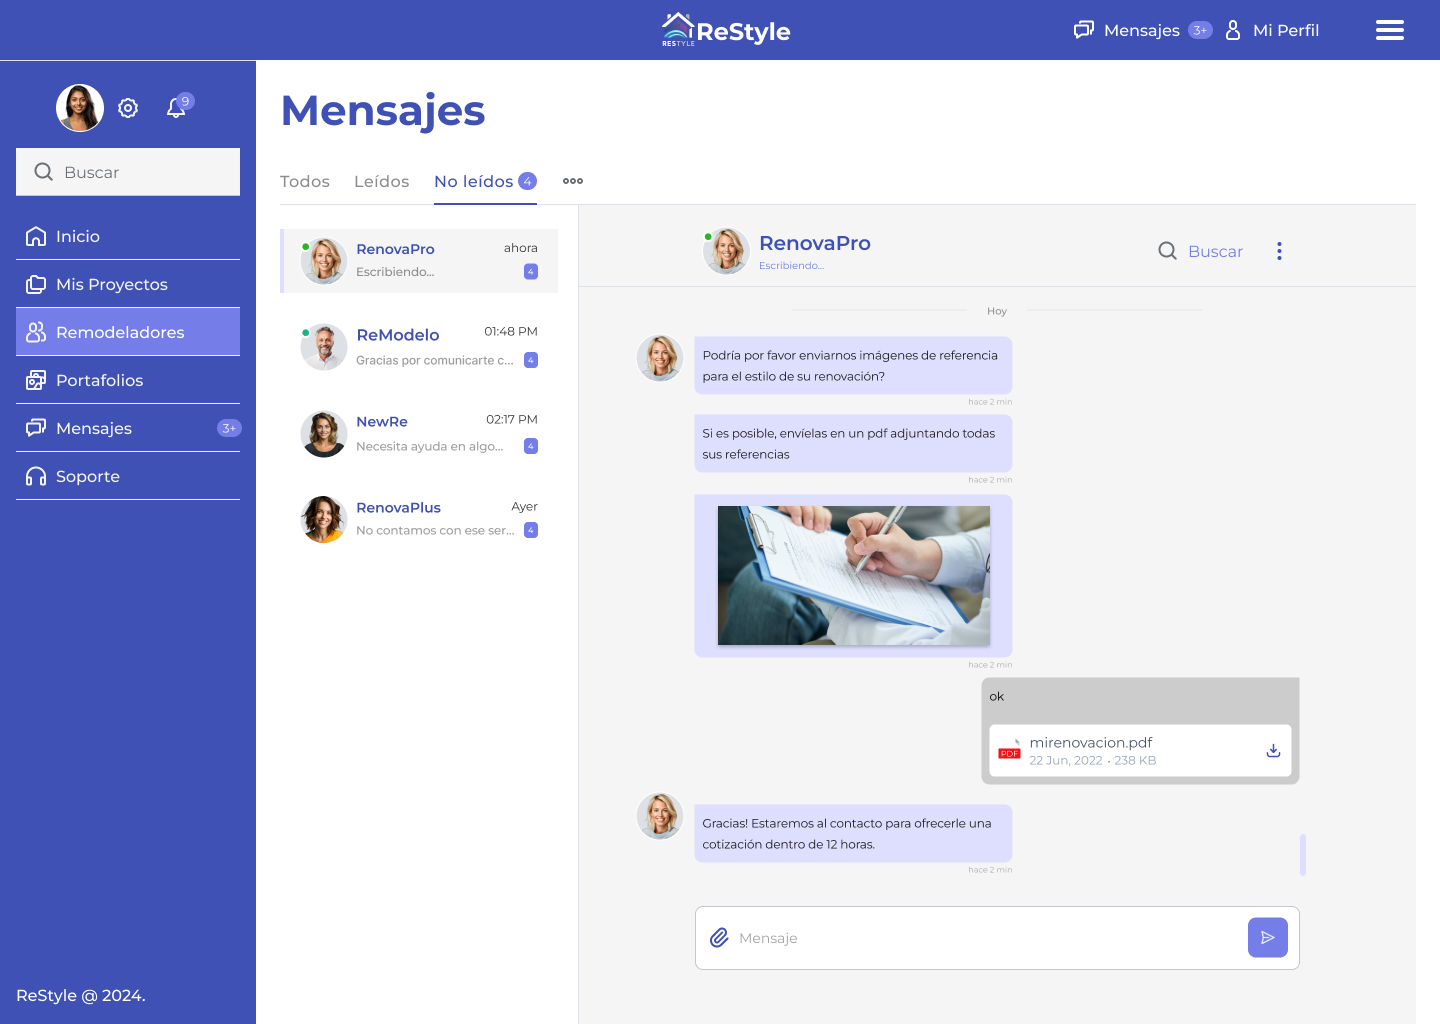 RESTYLE
ReStyle
Mensajes 3+
Mi Perfil
9
Buscar
Inicio
Mis Proyectos
Remodeladores
Portafolios
Mensajes 3+
Soporte
ReStyle @ 2024.
Mensajes
Todos Leídos No leídos 4
RenovaPro ahora
Escribiendo... 4
ReModelo 01:48 PM
Gracias por comunicarte c... 4
NewRe 02:17 PM
Necesita ayuda en algo... 4
RenovaPlus Ayer
No contamos con ese ser... 4
RenovaPro
Escribiendo...
Buscar
Hoy
Podría por favor enviarnos imágenes de referencia
para el estilo de su renovación?
hace 2 min
Si es posible, envíelas en un pdf adjuntando todas
sus referencias
hace 2 min
hace 2 min
ok
PDF
mirenovacion.pdf
22 Jun, 2022 • 238 KB
Gracias! Estaremos al contacto para ofrecerle una
cotización dentro de 12 horas.
hace 2 min
Mensaje